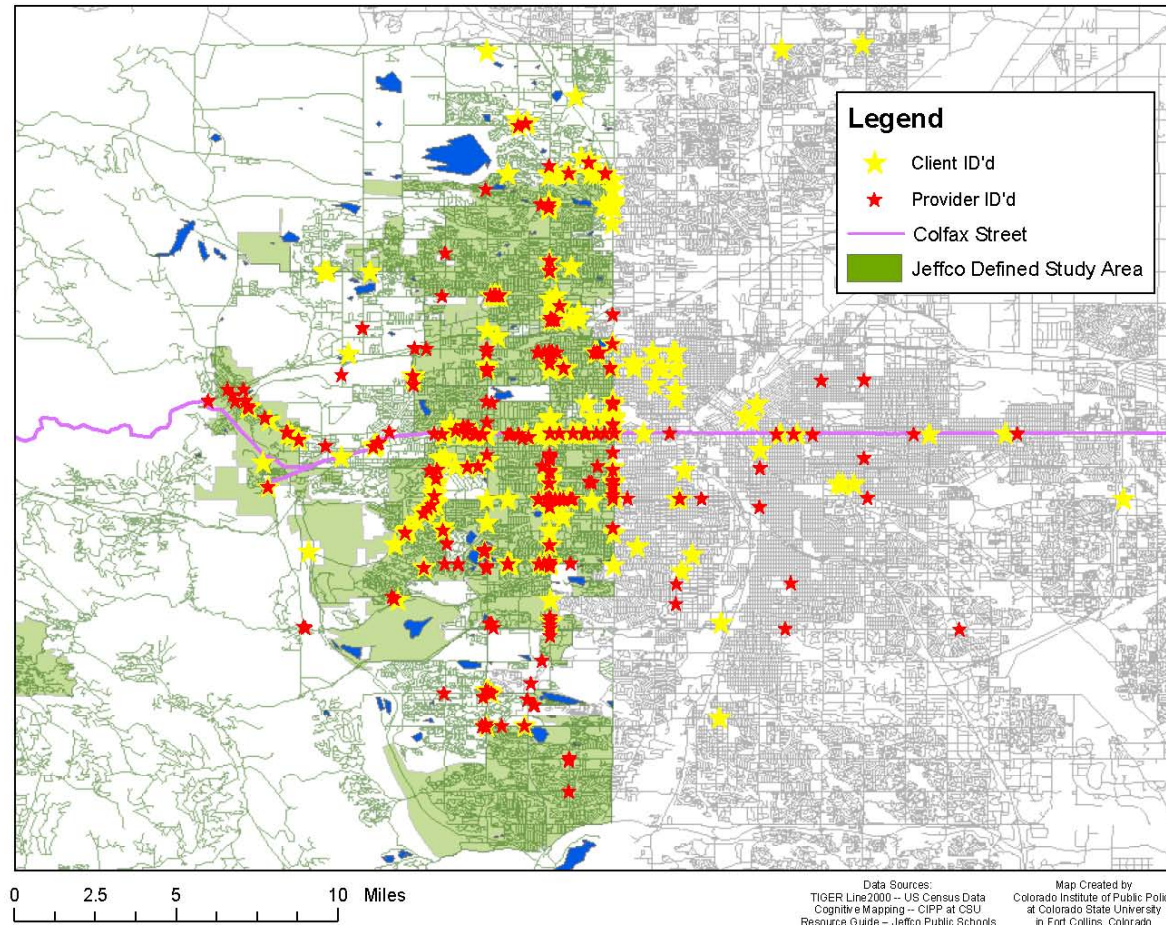 Legend
Client ID'd
Provider ID'd
Colfax Street
Jeffco Defined Study Area
0 2.5 5 10 Miles
Data Sources:
TIGER Line2000 -- US Census Data
Cognitive Mapping -- CIPP at CSU
Resource Guide -- Jeffco Public Schools
Map Created by
Colorado Institute of Public Polic
at Colorado State University
in Fort Collins, Colorado